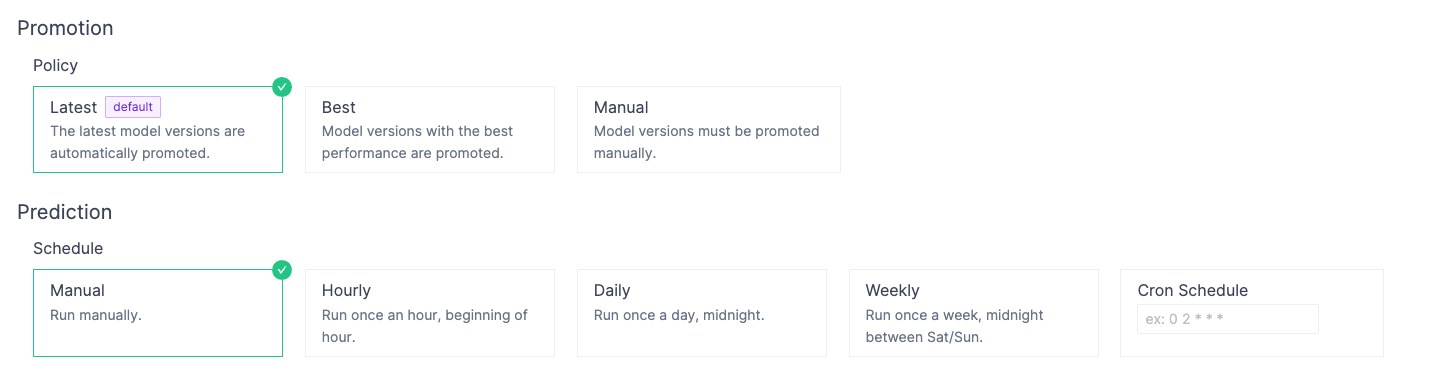 Promotion
Policy
Latest default
The latest model versions are
automatically promoted.
Best
Model versions with the best
performance are promoted.
Manual
Model versions must be promoted
manually.
Prediction
Schedule
Manual
Run manually.
Hourly
Run once an hour, beginning of
hour.
Daily
Run once a day, midnight.
Weekly
Run once a week, midnight
between Sat/Sun.
Cron Schedule
ex: 0 2 * * *